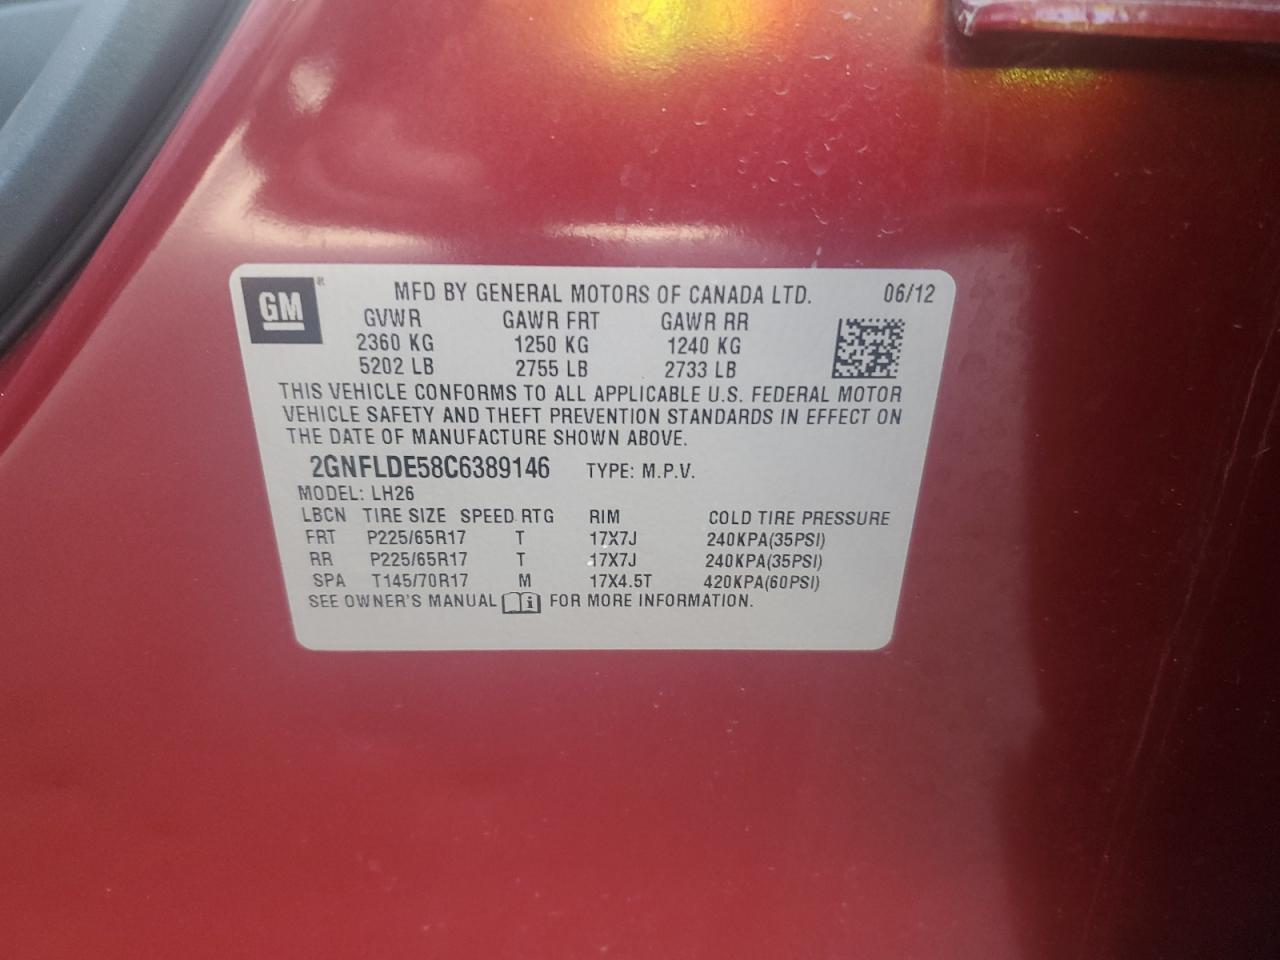 GM ® MFD BY GENERAL MOTORS OF CANADA LTD. 06/12
GVWR GAWR FRT GAWR RR
2360 KG 1250 KG 1240 KG
5202 LB 2755 LB 2733 LB
THIS VEHICLE CONFORMS TO ALL APPLICABLE U.S. FEDERAL MOTOR
VEHICLE SAFETY AND THEFT PREVENTION STANDARDS IN EFFECT ON
THE DATE OF MANUFACTURE SHOWN ABOVE.
2GNFLDE58C6389146 TYPE: M.P.V.
MODEL: LH26
LBCN TIRE SIZE SPEED RTG RIM COLD TIRE PRESSURE
FRT P225/65R17 T 17X7J 240KPA(35PSI)
RR P225/65R17 T 17X7J 240KPA(35PSI)
SPA T145/70R17 M 17X4.5T 420KPA(60PSI)
SEE OWNER'S MANUAL i FOR MORE INFORMATION.